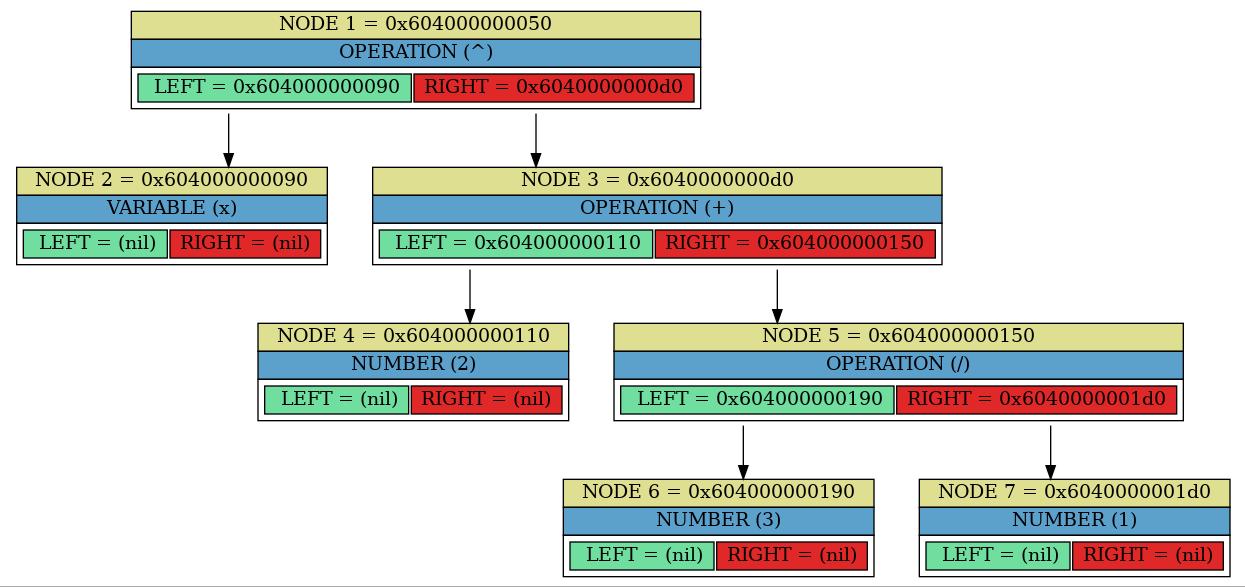 NODE 1 = 0x604000000050
OPERATION (^)
LEFT = 0x604000000090 RIGHT = 0x6040000000d0
NODE 2 = 0x604000000090
VARIABLE (x)
LEFT = (nil) RIGHT = (nil)
NODE 3 = 0x6040000000d0
OPERATION (+)
LEFT = 0x604000000110 RIGHT = 0x604000000150
NODE 4 = 0x604000000110
NUMBER (2)
LEFT = (nil) RIGHT = (nil)
NODE 5 = 0x604000000150
OPERATION (/)
LEFT = 0x604000000190 RIGHT = 0x6040000001d0
NODE 6 = 0x604000000190
NUMBER (3)
LEFT = (nil) RIGHT = (nil)
NODE 7 = 0x6040000001d0
NUMBER (1)
LEFT = (nil) RIGHT = (nil)